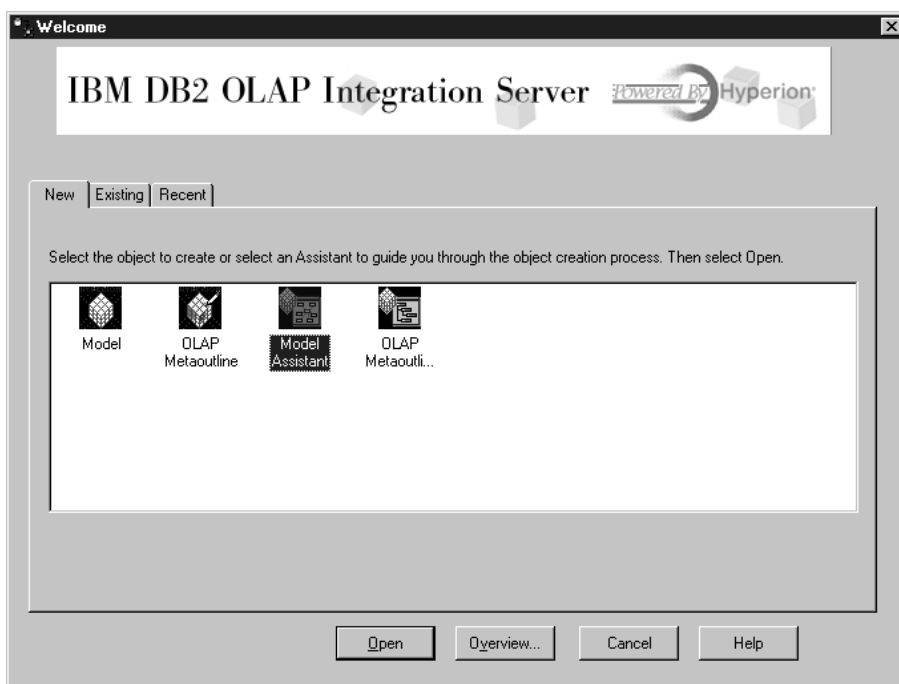 Welcome
IBM DB2 OLAP Integration Server Powered By Hyperion
New Existing Recent
Select the object to create or select an Assistant to guide you through the object creation process. Then select Open.
Model OLAP Model OLAP
Metaoutline Assistant Metaoutli...
Open Overview... Cancel Help